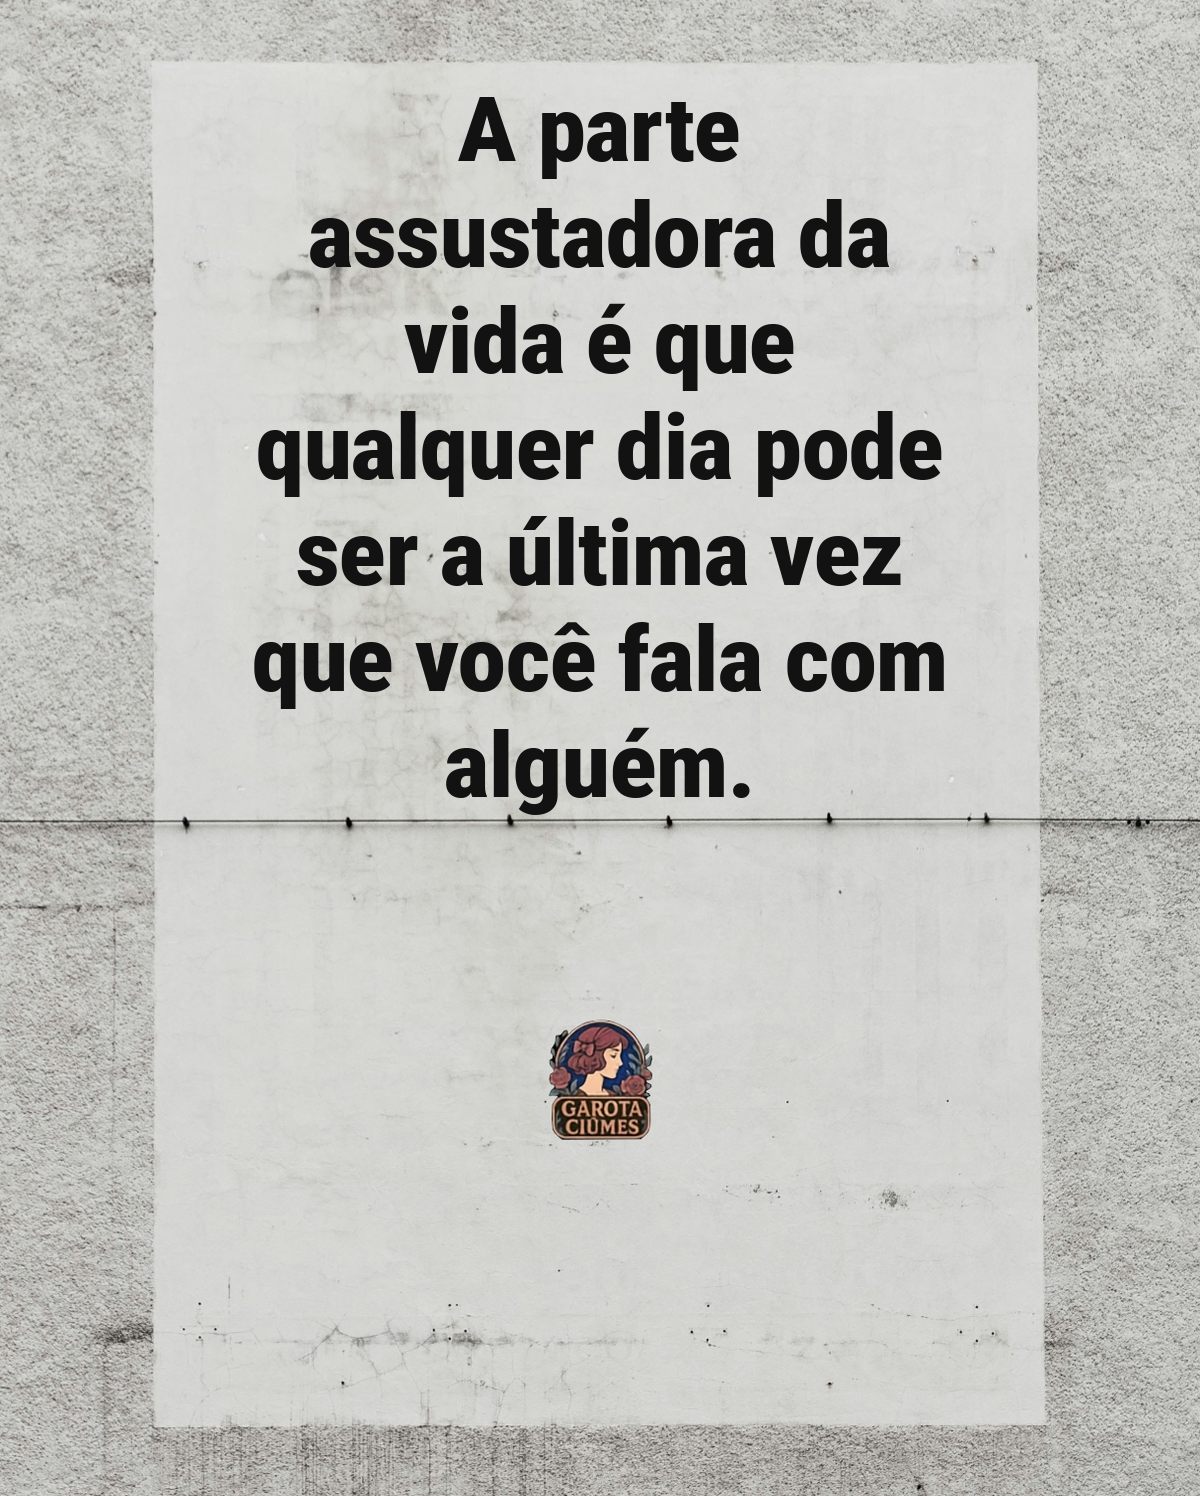 A parte
assustadora da
vida é que
qualquer dia pode
ser a última vez
que você fala com
alguém.
GAROTA
CIÚMES